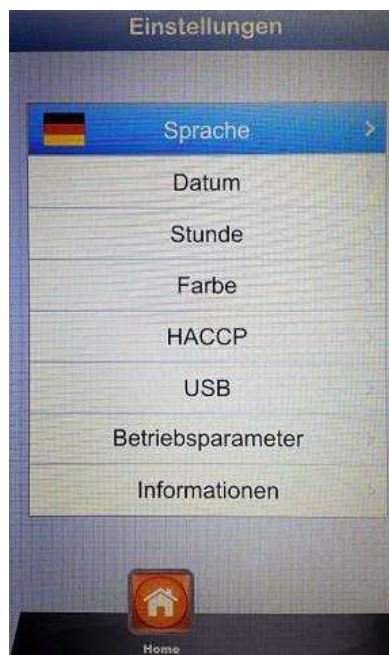 Einstellungen
Sprache
Datum
Stunde
Farbe
HACCP
USB
Betriebsparameter
Informationen
Home